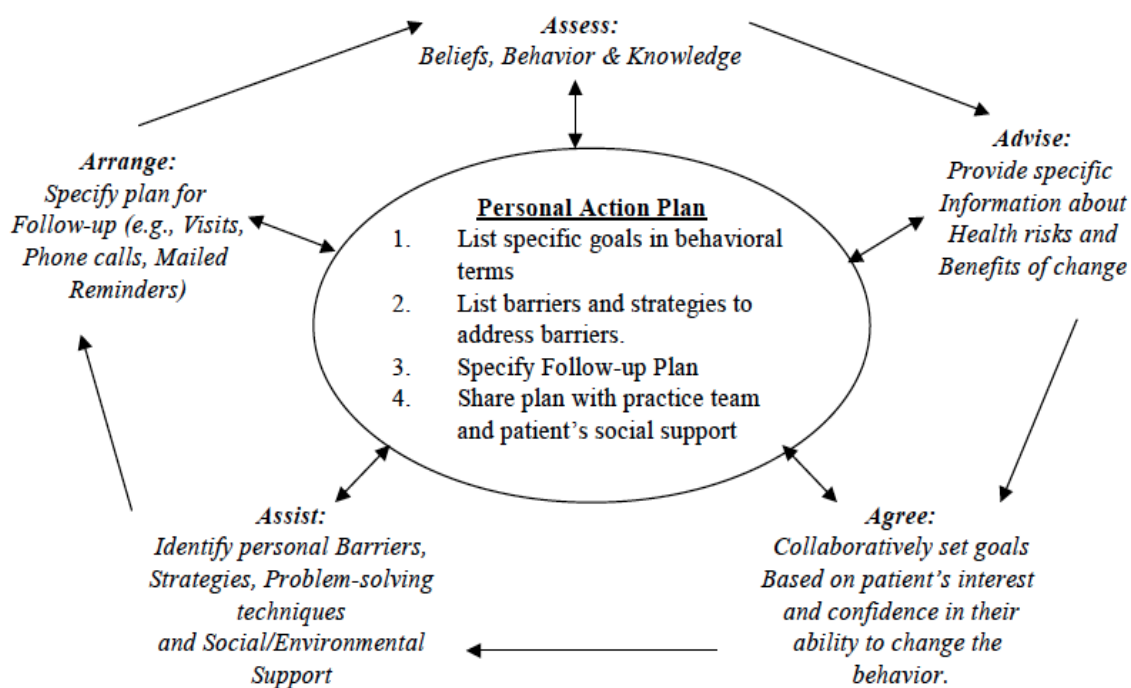 Assess:
Beliefs, Behavior & Knowledge
Advise:
Provide specific
Information about
Health risks and
Benefits of change
Agree:
Collaboratively set goals
Based on patient's interest
and confidence in their
ability to change the
behavior.
Assist:
Identify personal Barriers,
Strategies, Problem-solving
techniques
and Social/Environmental
Support
Arrange:
Specify plan for
Follow-up (e.g., Visits,
Phone calls, Mailed
Reminders)
Personal Action Plan
1. List specific goals in behavioral
terms
2. List barriers and strategies to
address barriers.
3. Specify Follow-up Plan
4. Share plan with practice team
and patient's social support